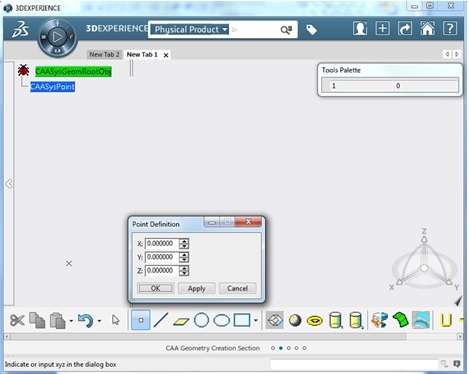 3DEXPERIENCE
3DEXPERIENCE Physical Product In
New Tab 2 New Tab 1 x
CAASysGeomRootObj
CAASysPoint
Tools Palette
1 0
Point Definition
X: 0.000000
Y: 0.000000
Z: 0.000000
OK Apply Cancel
Z
X Y
CAA Geometry Creation Section
Indicate or input xyz in the dialog box